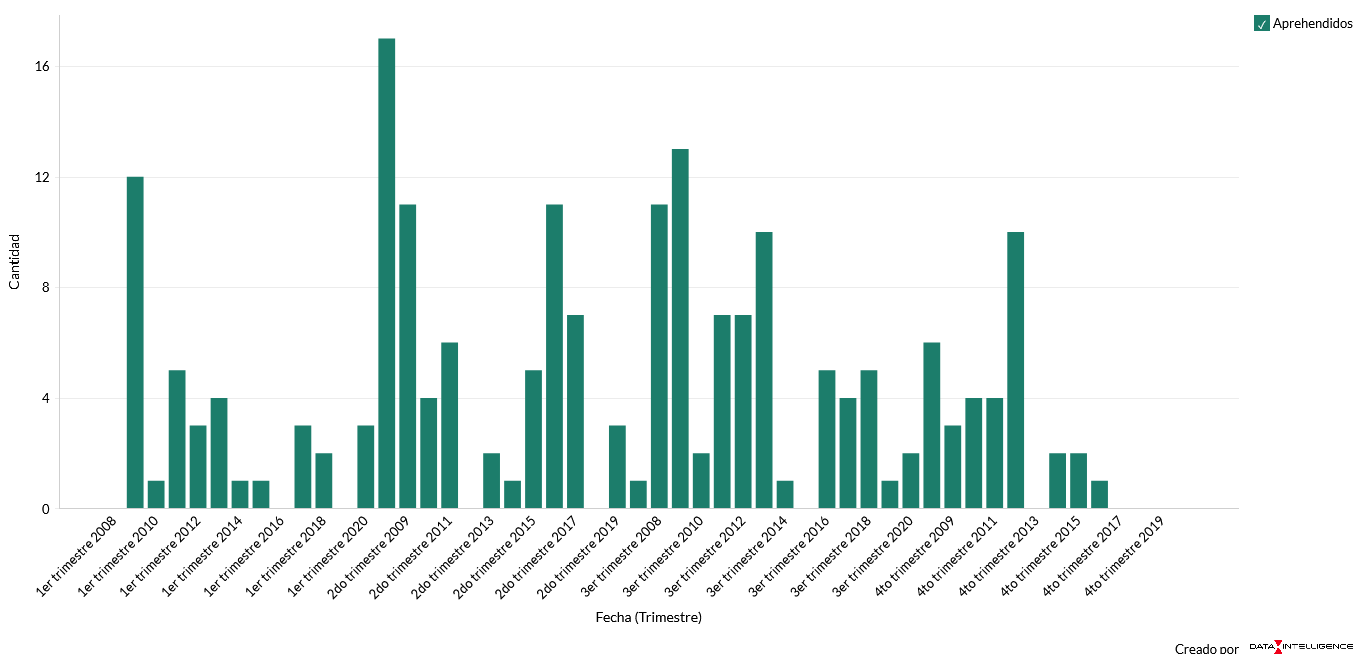 Aprehendidos
16
12
8
4
0
Cantidad
1er trimestre 2008
1er trimestre 2010
1er trimestre 2012
1er trimestre 2014
1er trimestre 2016
1er trimestre 2018
1er trimestre 2020
2do trimestre 2009
2do trimestre 2011
2do trimestre 2013
2do trimestre 2015
2do trimestre 2017
2do trimestre 2019
3er trimestre 2008
3er trimestre 2010
3er trimestre 2012
3er trimestre 2014
3er trimestre 2016
3er trimestre 2018
3er trimestre 2020
4to trimestre 2009
4to trimestre 2011
4to trimestre 2013
4to trimestre 2015
4to trimestre 2017
4to trimestre 2019
Fecha (Trimestre)
Creado por DATA INTELLIGENCE